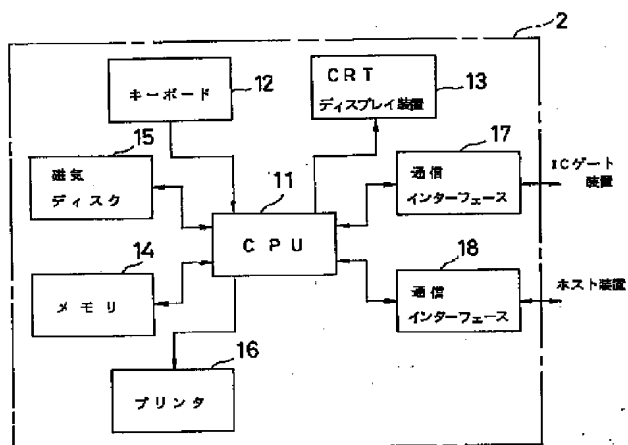 2
キーボード
12
CRT
ディスプレイ装置
13
15
磁気
ディスク
11
CPU
17
通信
インターフェース
ICゲート
装置
14
メモリ
18
通信
インターフェース
ホスト装置
16
プリンタ